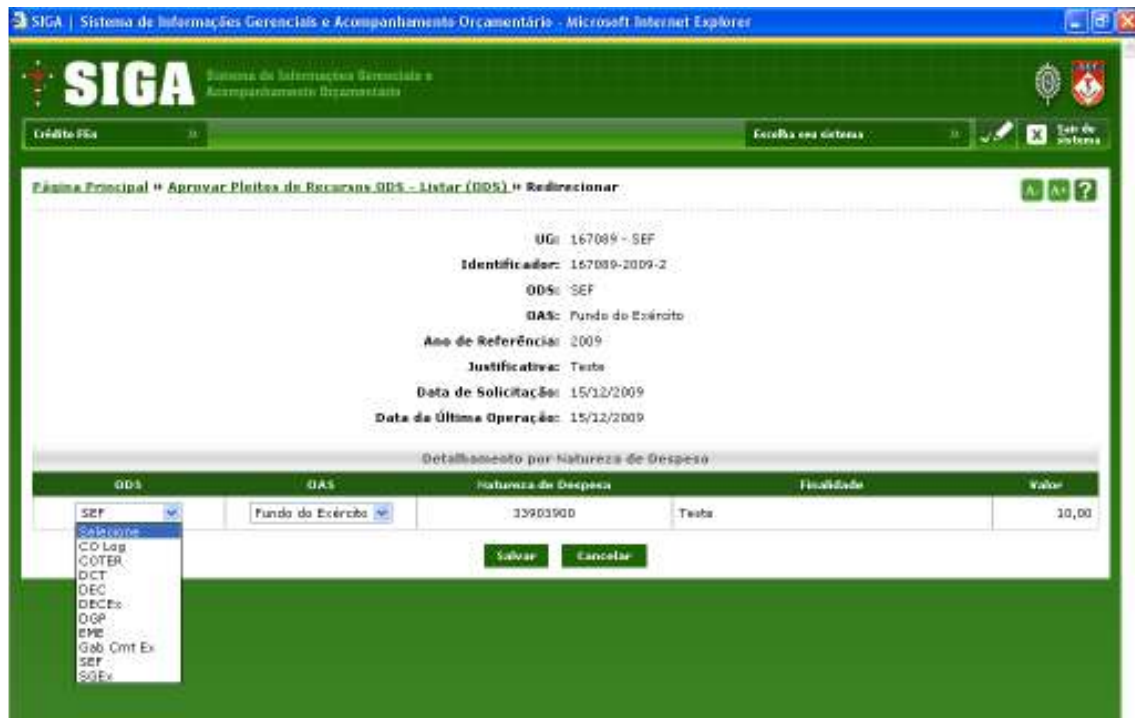 SIGA | Sistema de Informações Gerenciais e Acompanhamento Orçamentário - Microsoft Internet Explorer
SIGA
Sistema de Informações Gerenciais e
Acompanhamento Orçamentário
Crédito FEx »
Escolha seu sistema »
Sair do
sistema
Página Principal » Aprovar Pleitos de Recursos ODS - Listar (ODS) » Redirecionar
A- A+ ?
UG: 167089 - SEF
Identificador: 167089-2009-2
ODS: SEF
OAS: Fundo do Exército
Ano de Referência: 2009
Justificativa: Teste
Data de Solicitação: 15/12/2009
Data da Última Operação: 15/12/2009
Detalhamento por Natureza de Despesa
ODS OAS Natureza de Despesa Finalidade Valor
SEF Fundo do Exército 33903900 Teste 10,00
Selecione
CO Log
COTER
DCT
DEC
DECEx
DGP
EME
Gab Cmt Ex
SEF
SGEx
Salvar Cancelar